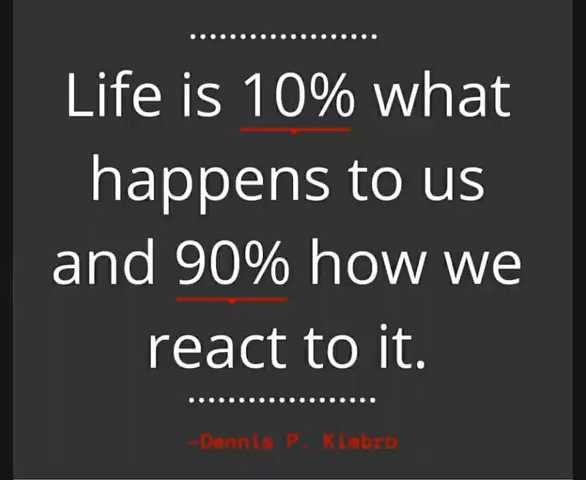 Life is 10% what
happens to us
and 90% how we
react to it.
-Dennis P. Kimbro